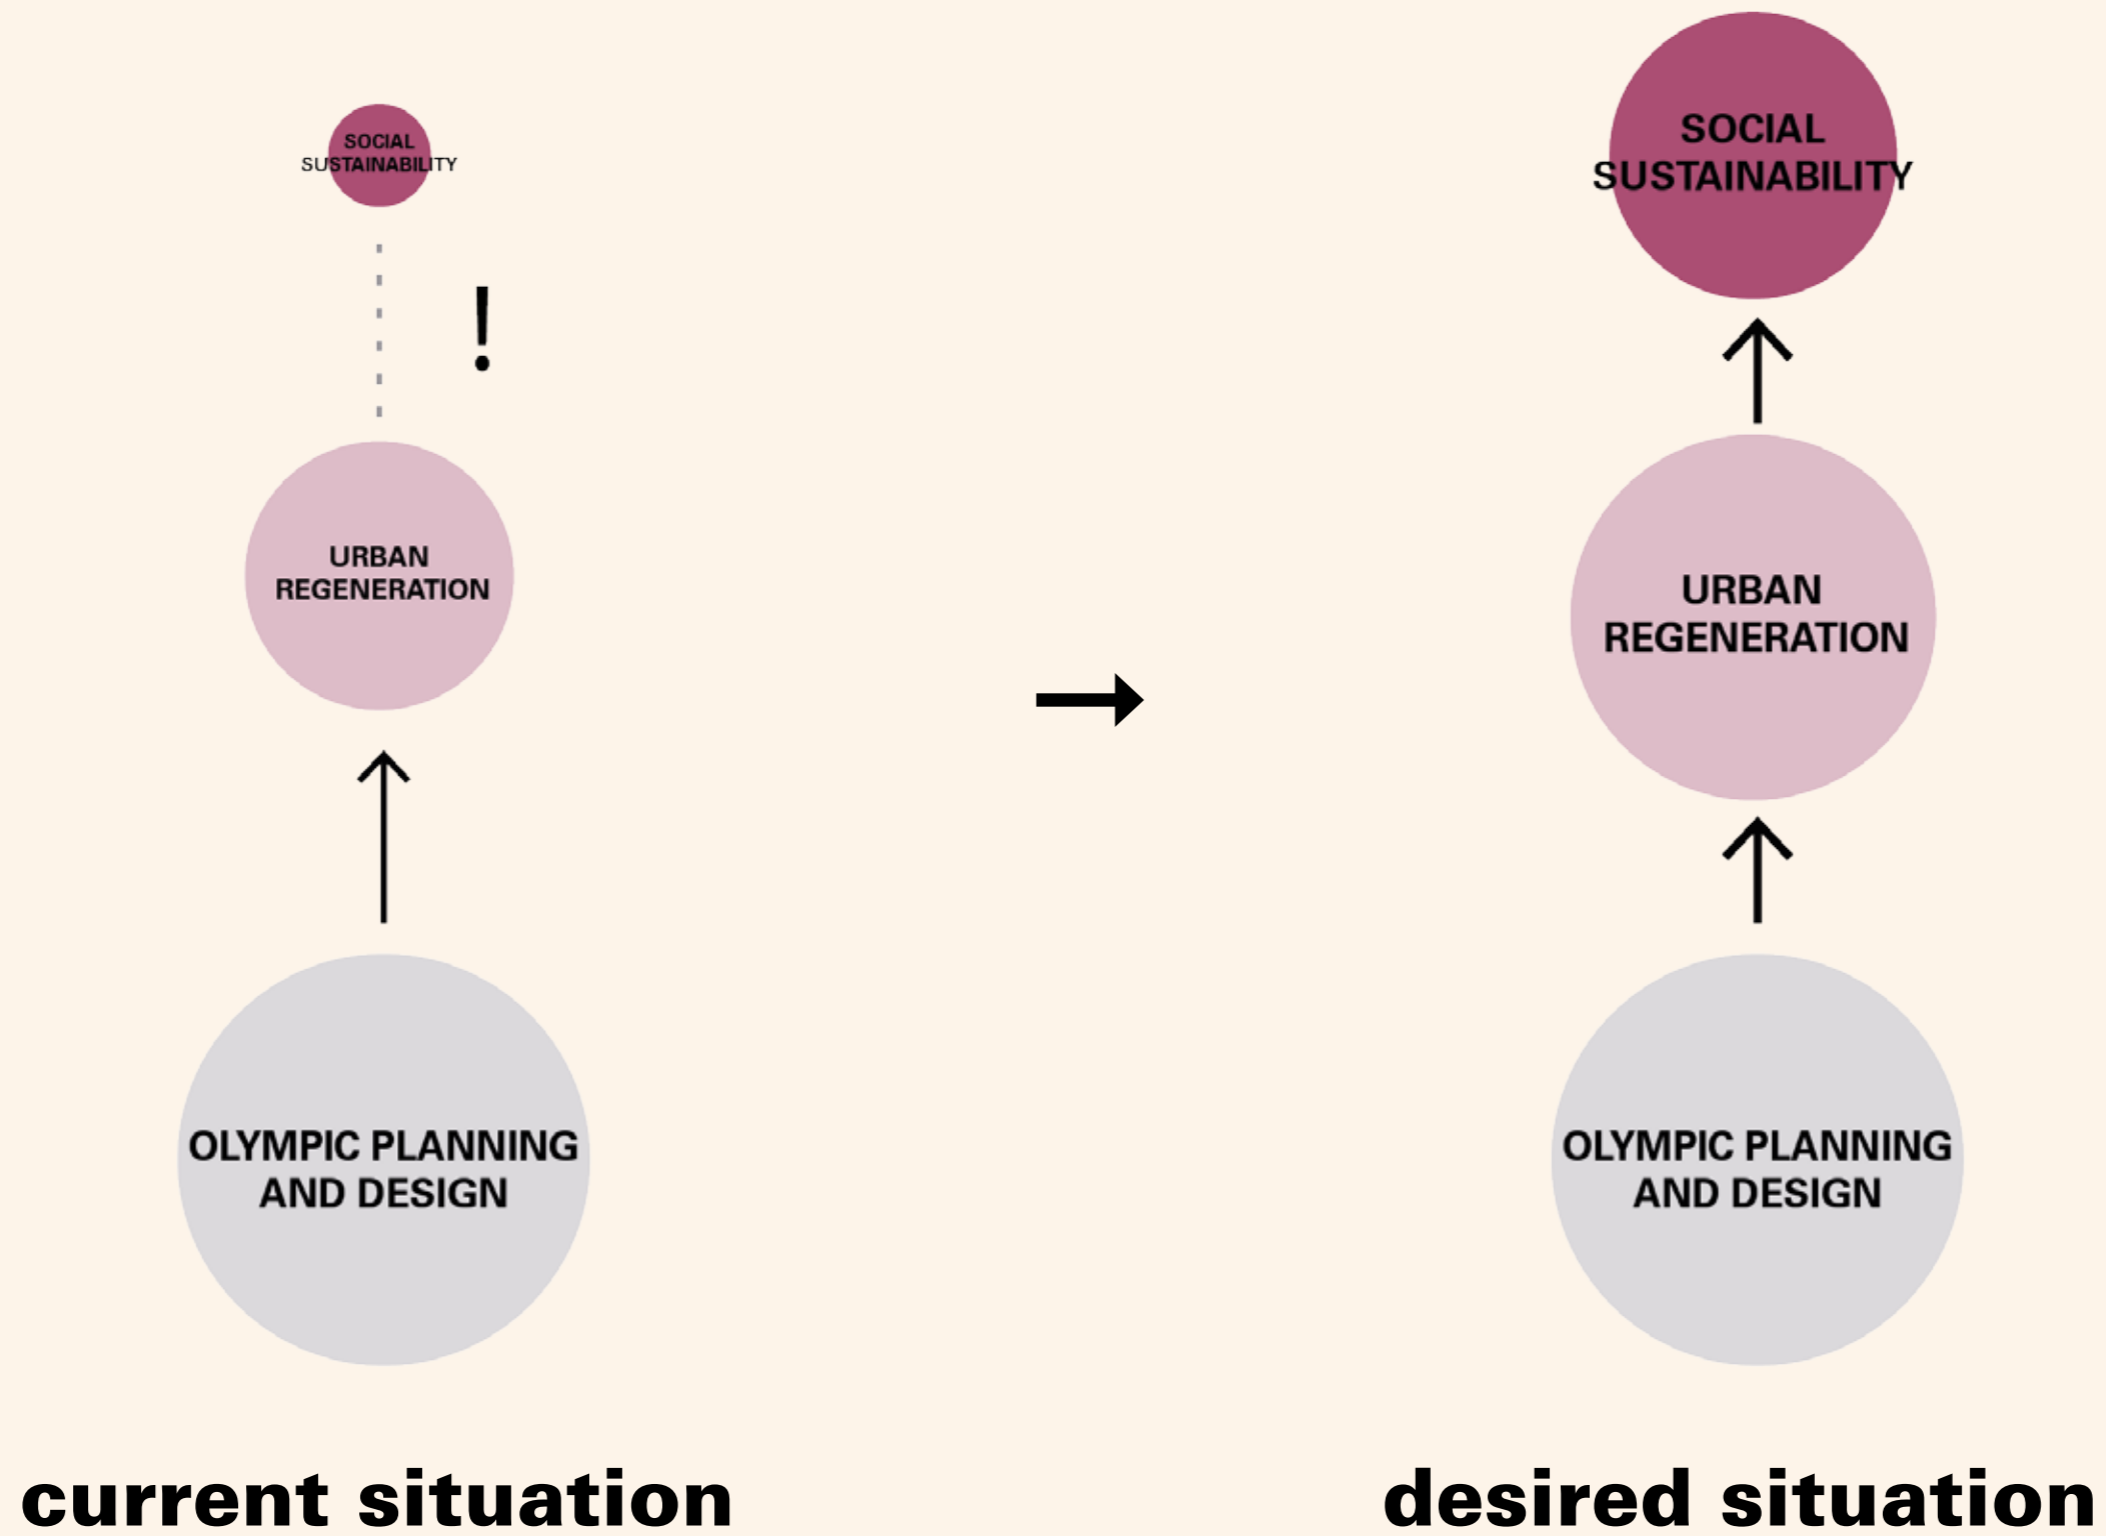 SOCIAL
SUSTAINABILITY
!
URBAN
REGENERATION
OLYMPIC PLANNING
AND DESIGN
current situation
SOCIAL
SUSTAINABILITY
URBAN
REGENERATION
OLYMPIC PLANNING
AND DESIGN
desired situation